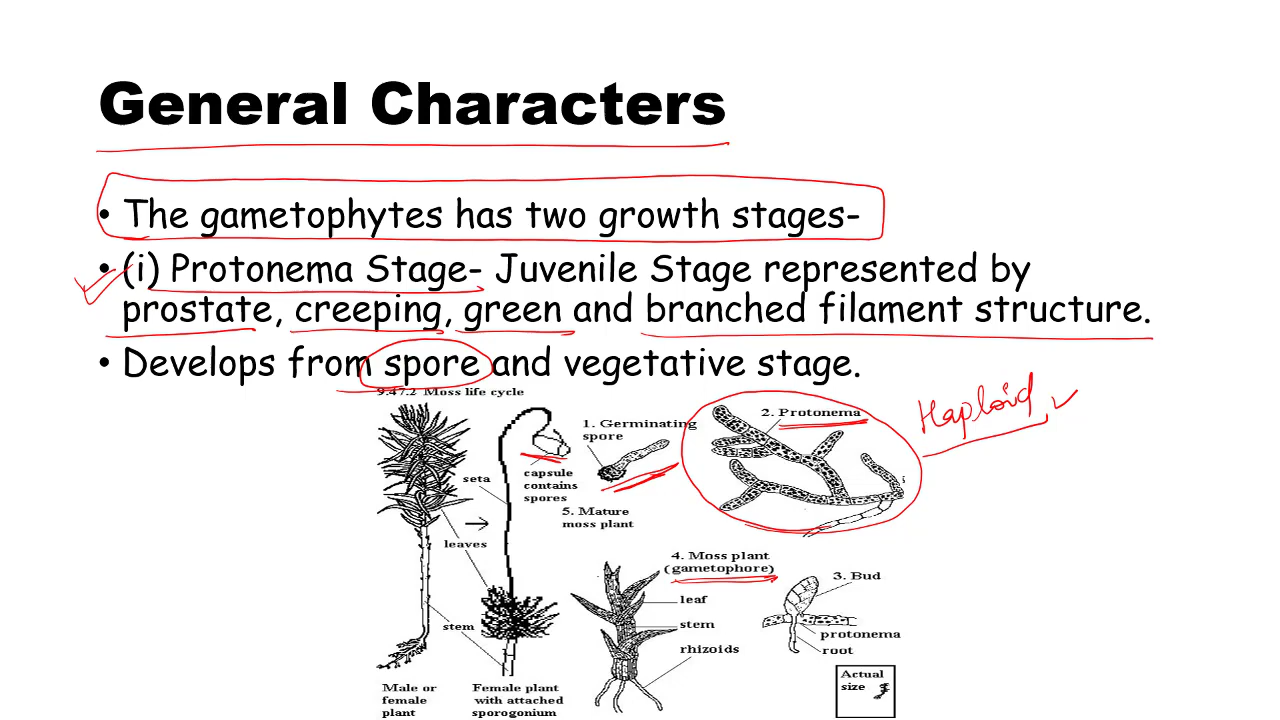 General Characters
• The gametophytes has two growth stages-
• (i) Protonema Stage- Juvenile Stage represented by
prostate, creeping, green and branched filament structure.
• Develops from spore and vegetative stage.
9.47.2 Moss life cycle
Haploid
2. Protonema
1. Germinating
spore
capsule
contains
spores
seta
5. Mature
moss plant
leaves
4. Moss plant
(gametophore)
3. Bud
leaf
stem
stem
protonema
rhizoids
root
Actual
size
Male or
female
plant
Female plant
with attached
sporogonium